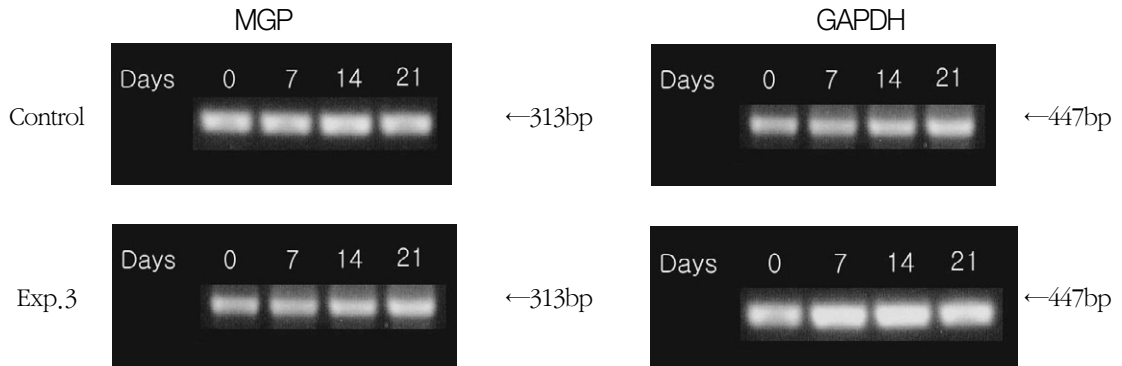 MGP GAPDH
Days 0 7 14 21
Control
←313bp
Days 0 7 14 21
←447bp
Days 0 7 14 21
Exp.3
←313bp
Days 0 7 14 21
←447bp